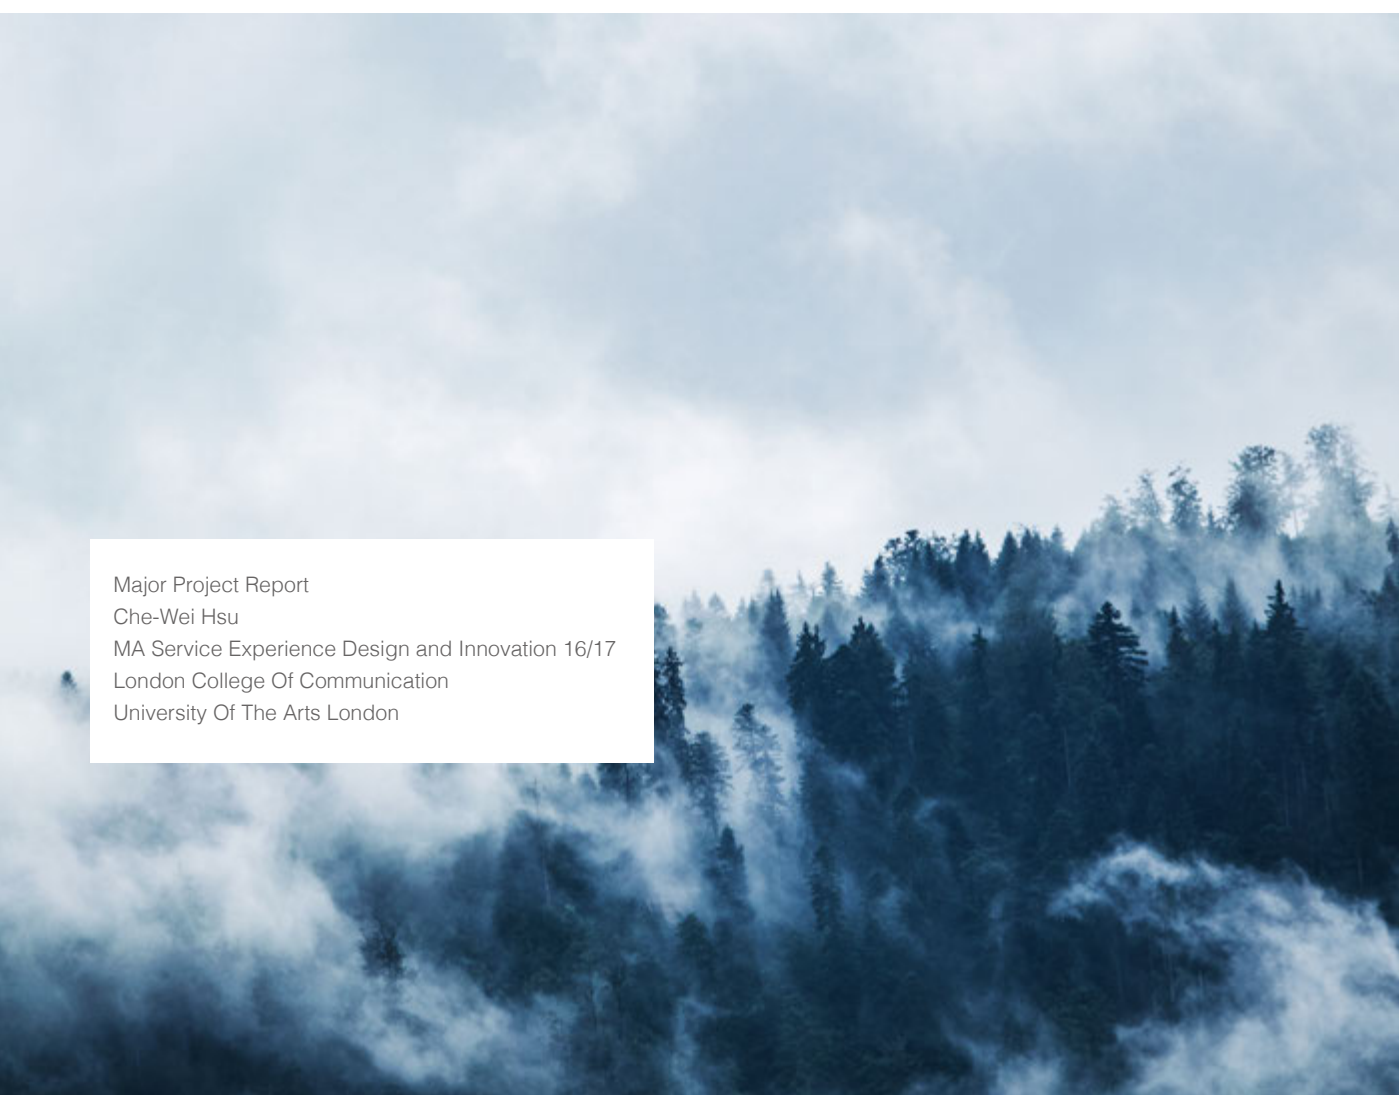 Major Project Report
Che-Wei Hsu
MA Service Experience Design and Innovation 16/17
London College Of Communication
University Of The Arts London